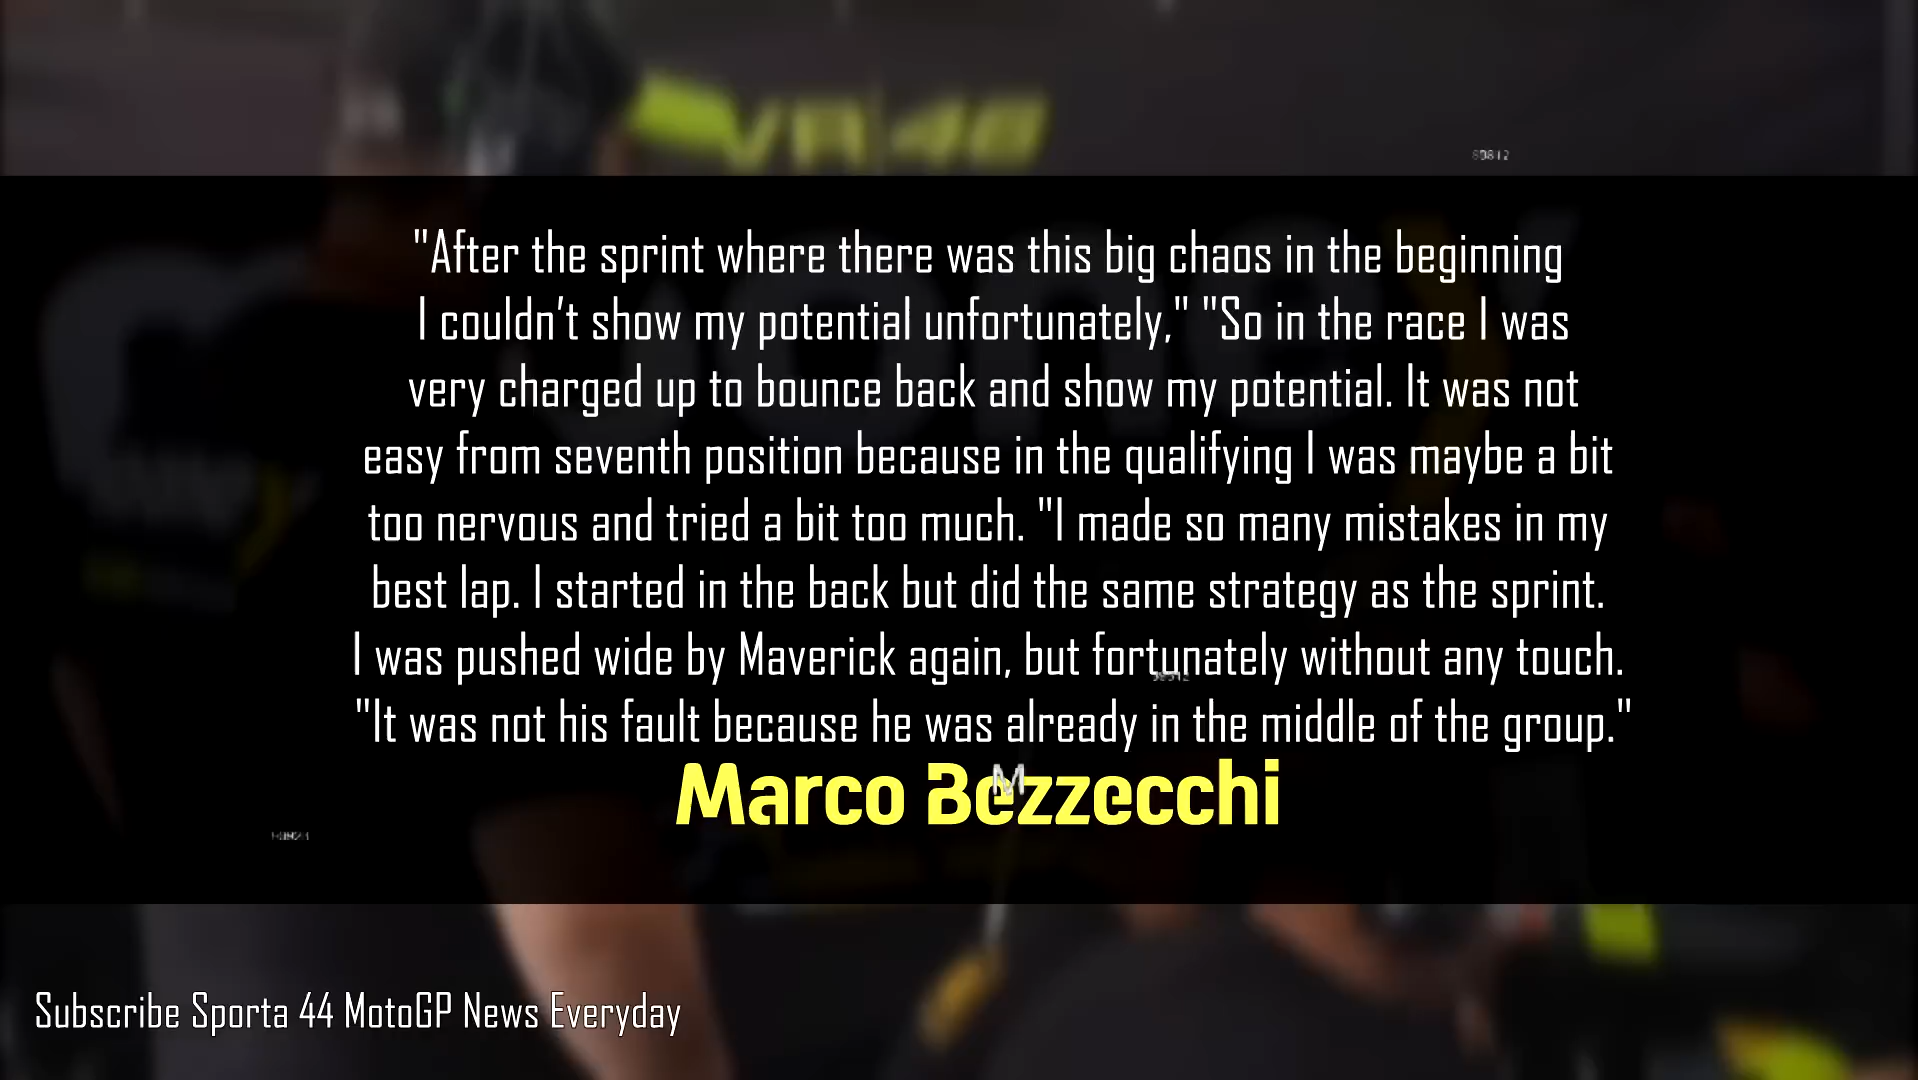 VR46
"After the sprint where there was this big chaos in the beginning
I couldn't show my potential unfortunately," "So in the race I was
very charged up to bounce back and show my potential. It was not
easy from seventh position because in the qualifying I was maybe a bit
too nervous and tried a bit too much. "I made so many mistakes in my
best lap. I started in the back but did the same strategy as the sprint.
I was pushed wide by Maverick again, but fortunately without any touch.
"It was not his fault because he was already in the middle of the group."
M
Marco Bezzecchi
Subscribe Sporta 44 MotoGP News Everyday